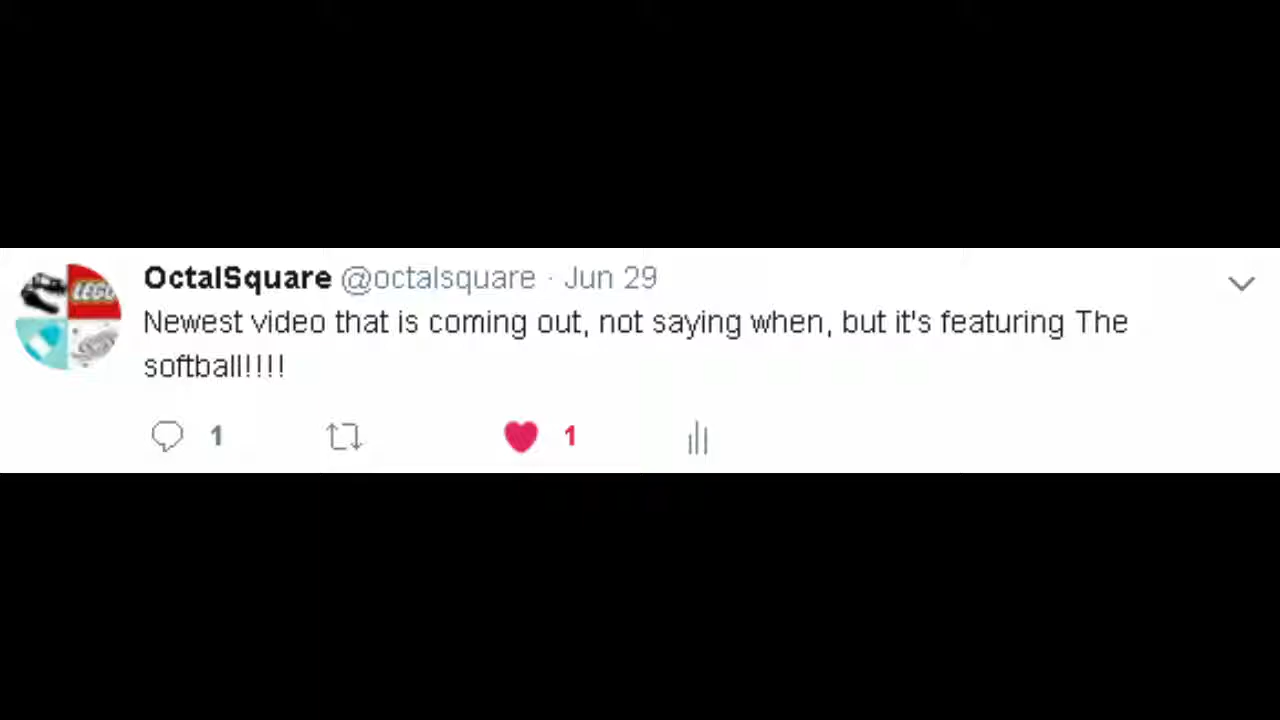 LEGO
OctalSquare @octalsquare · Jun 29
Newest video that is coming out, not saying when, but it's featuring The
softball!!!!
1 1